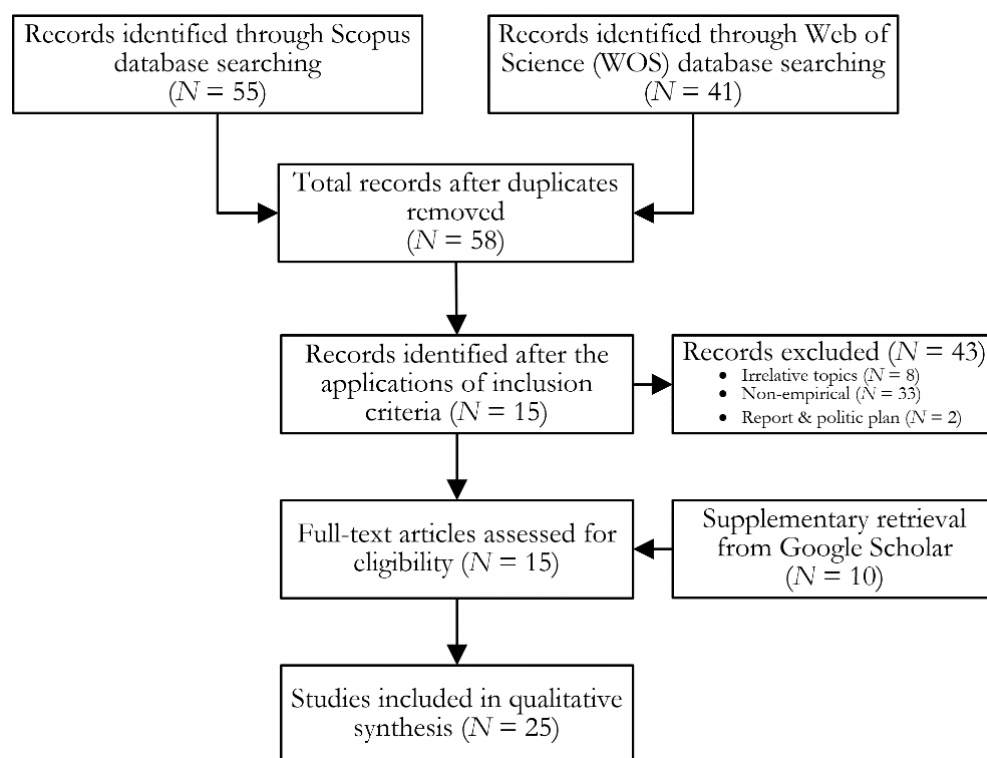 Records identified through Scopus
database searching
(N = 55)
Records identified through Web of
Science (WOS) database searching
(N = 41)
Total records after duplicates
removed
(N = 58)
Records identified after the
applications of inclusion
criteria (N = 15)
Records excluded (N = 43)
• Irrelative topics (N = 8)
• Non-empirical (N = 33)
• Report & politic plan (N = 2)
Full-text articles assessed for
eligibility (N = 15)
Supplementary retrieval
from Google Scholar
(N = 10)
Studies included in qualitative
synthesis (N = 25)